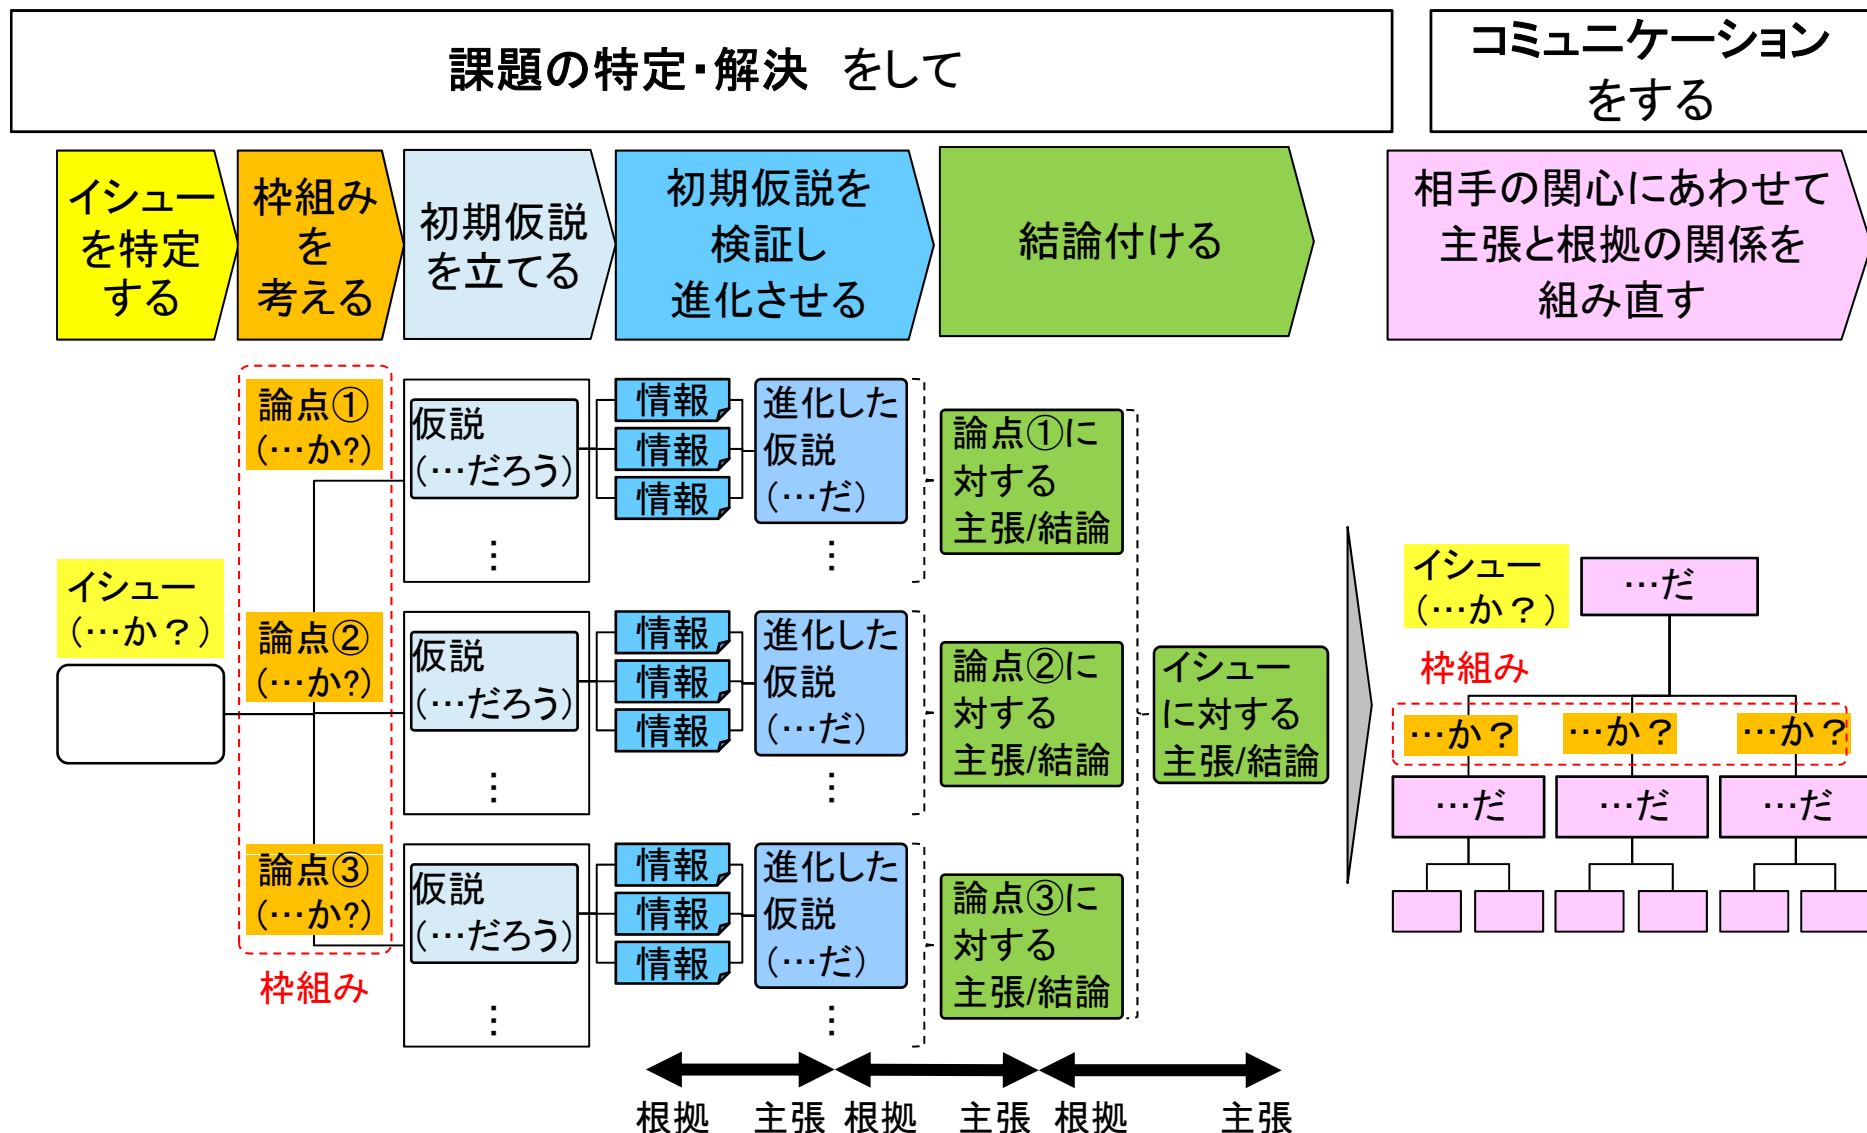 課題の特定・解決　をして
コミュニケーション
をする
イシュー
を特定
する
枠組み
を
考える
初期仮説
を立てる
初期仮説を
検証し
進化させる
結論付ける
相手の関心にあわせて
主張と根拠の関係を
組み直す
イシュー
(…か？)
論点①
(…か?)
論点②
(…か?)
論点③
(…か?)
枠組み
仮説
(…だろう)
…
仮説
(…だろう)
…
仮説
(…だろう)
…
情報
情報
情報
情報
情報
情報
情報
情報
情報
進化した
仮説
(…だ)
…
進化した
仮説
(…だ)
…
進化した
仮説
(…だ)
…
論点①に
対する
主張/結論
論点②に
対する
主張/結論
論点③に
対する
主張/結論
イシュー
に対する
主張/結論
根拠
主張
根拠
主張
根拠
主張
イシュー
(…か？)
…だ
枠組み
…か？
…か？
…か？
…だ
…だ
…だ